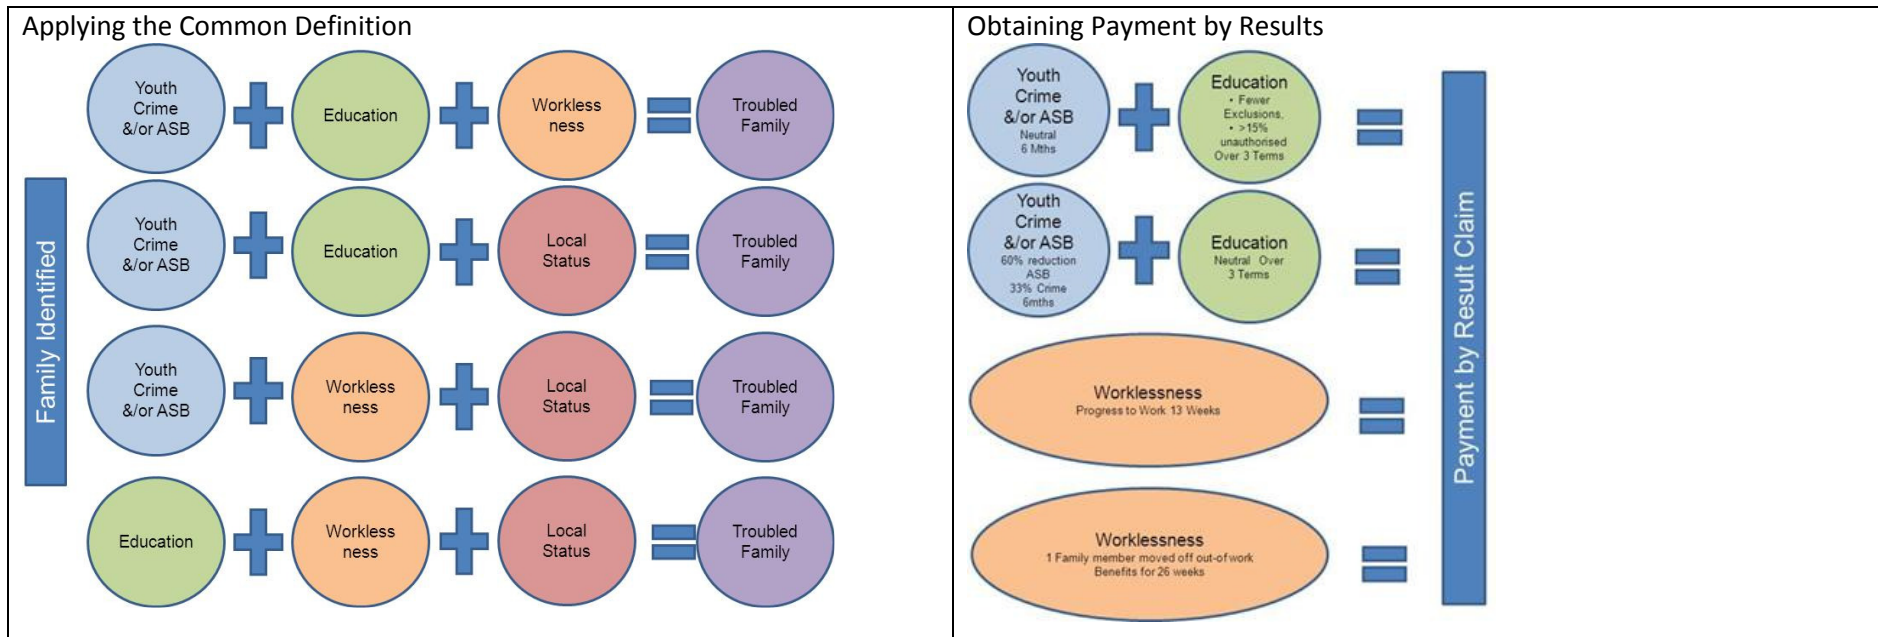 Applying the Common Definition
Family Identified
Youth
Crime
&/or ASB
Education
Workless
ness
Troubled
Family
Youth
Crime
&/or ASB
Education
Local
Status
Troubled
Family
Youth
Crime
&/or ASB
Workless
ness
Local
Status
Troubled
Family
Education
Workless
ness
Local
Status
Troubled
Family
Obtaining Payment by Results
Youth
Crime
&/or ASB
Neutral
6 Mths
Education
• Fewer
Exclusions,
• >15%
unauthorised
Over 3 Terms
Youth
Crime
&/or ASB
60% reduction
ASB
33% Crime
6mths
Education
Neutral Over
3 Terms
Worklessness
Progress to Work 13 Weeks
Worklessness
1 Family member moved off out-of work
Benefits for 26 weeks
Payment by Result Claim